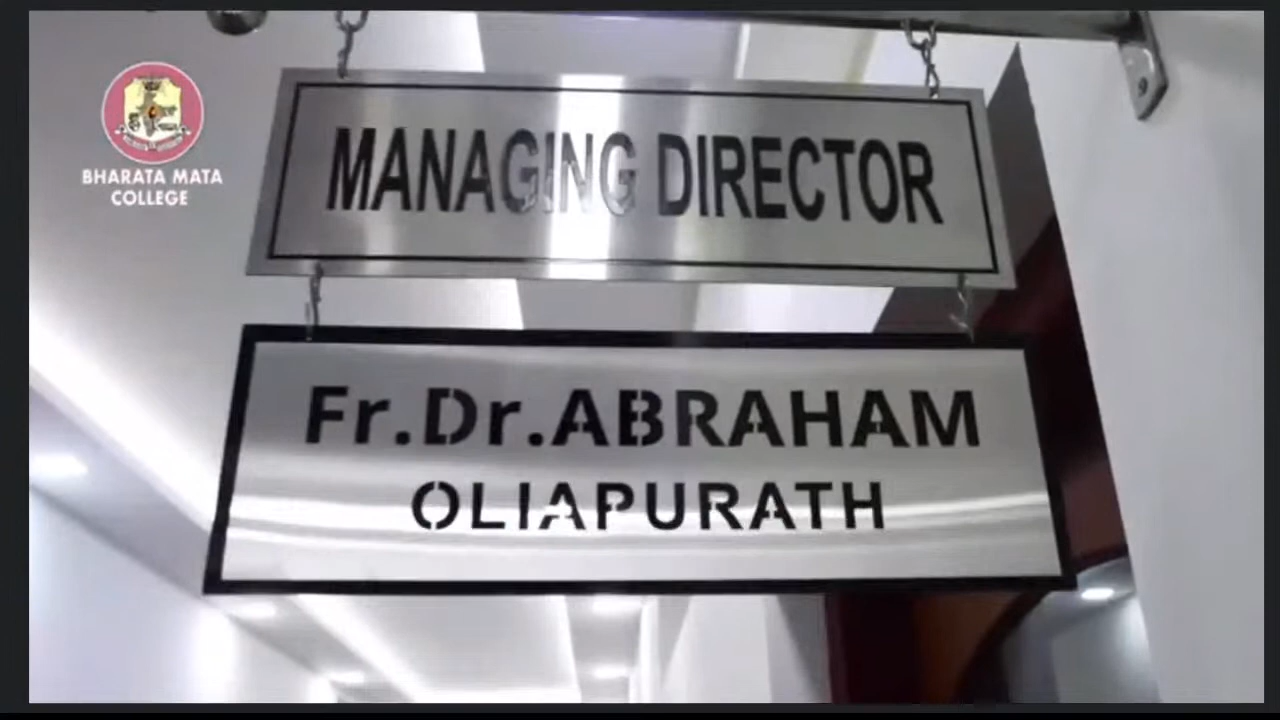 BHARATA MATA
COLLEGE
MANAGING DIRECTOR
Fr.Dr.ABRAHAM
OLIAPURATH